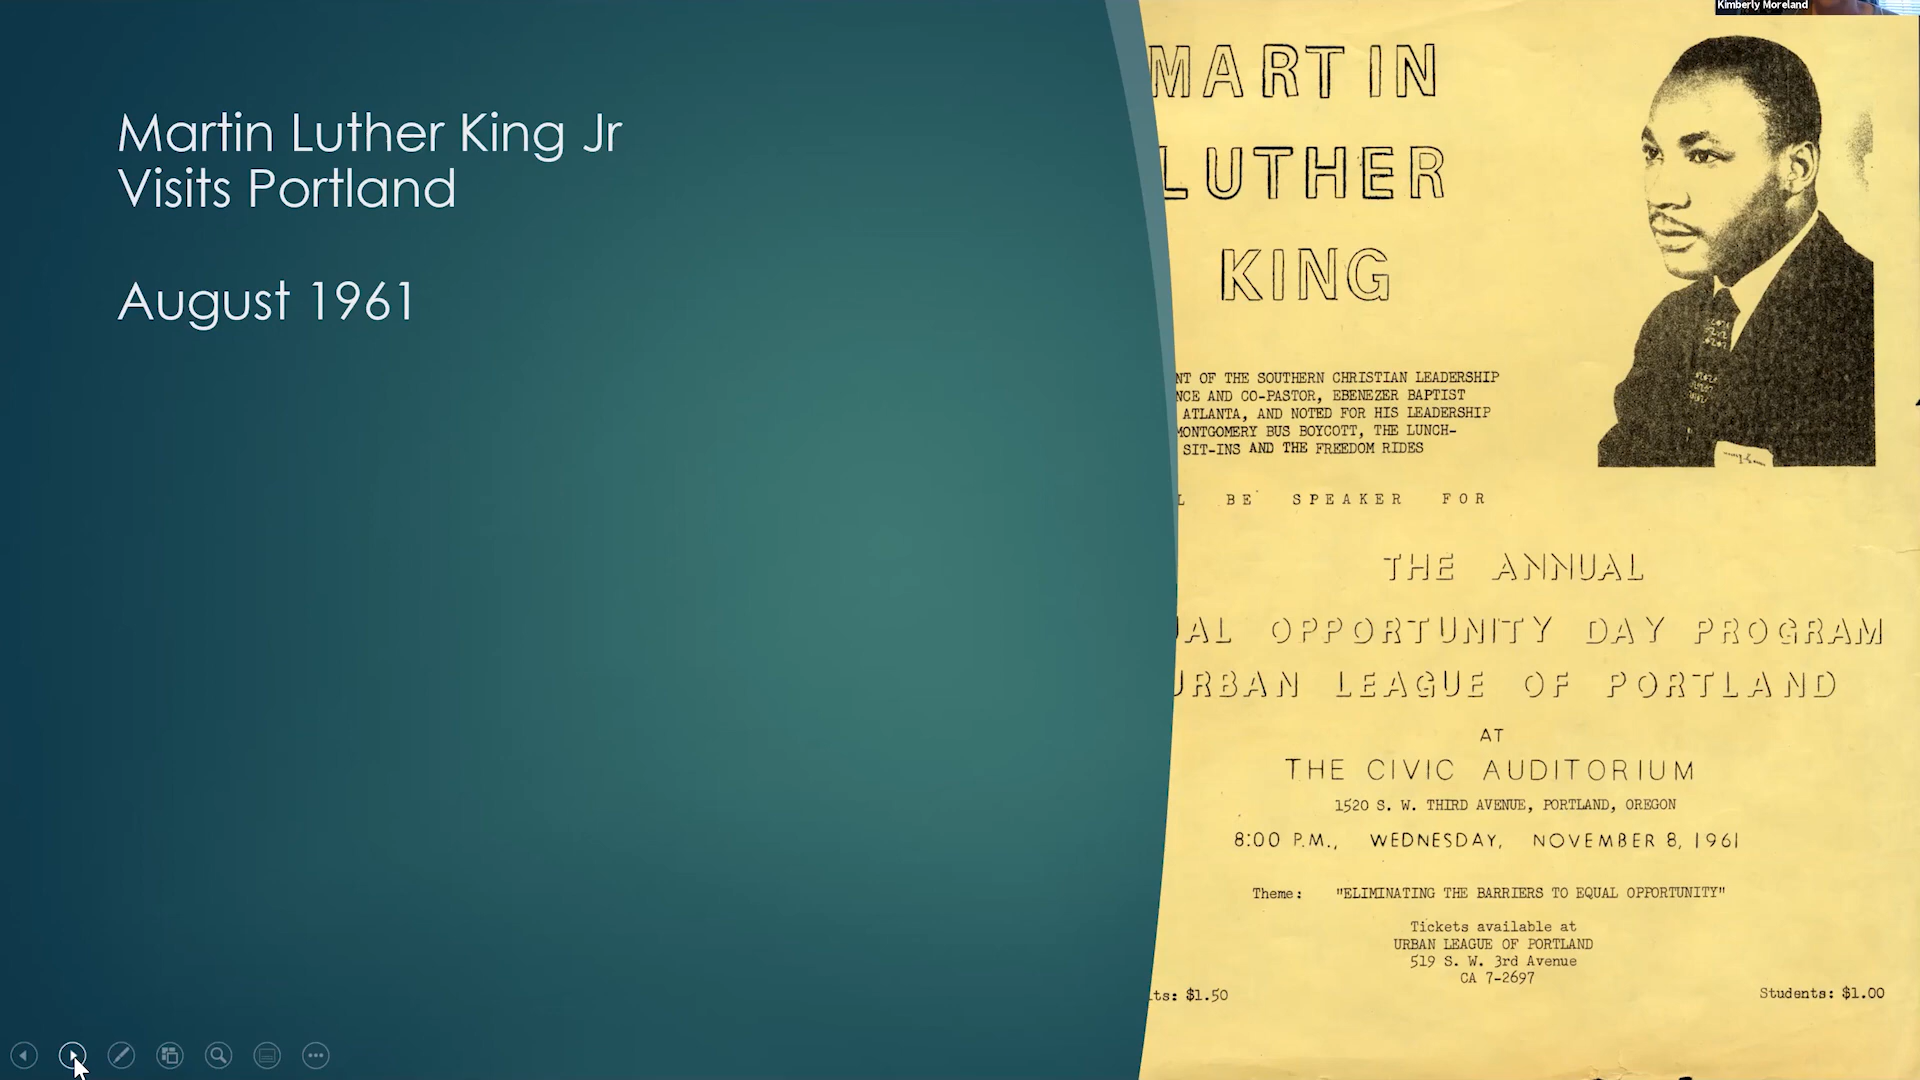 Kimberly Moreland
Martin Luther King Jr
Visits Portland
August 1961
MARTIN
LUTHER
KING
NT OF THE SOUTHERN CHRISTIAN LEADERSHIP
NCE AND CO-PASTOR, EBENEZER BAPTIST
ATLANTA, AND NOTED FOR HIS LEADERSHIP
MONTGOMERY BUS BOYCOTT, THE LUNCH-
SIT-INS AND THE FREEDOM RIDES
L BE SPEAKER FOR
THE ANNUAL
UAL OPPORTUNITY DAY PROGRAM
URBAN LEAGUE OF PORTLAND
AT
THE CIVIC AUDITORIUM
1520 S. W. THIRD AVENUE, PORTLAND, OREGON
8:00 P.M., WEDNESDAY, NOVEMBER 8, 1961
Theme: "ELIMINATING THE BARRIERS TO EQUAL OPPORTUNITY"
Tickets available at
URBAN LEAGUE OF PORTLAND
519 S. W. 3rd Avenue
CA 7-2697
lts: $1.50
Students: $1.00